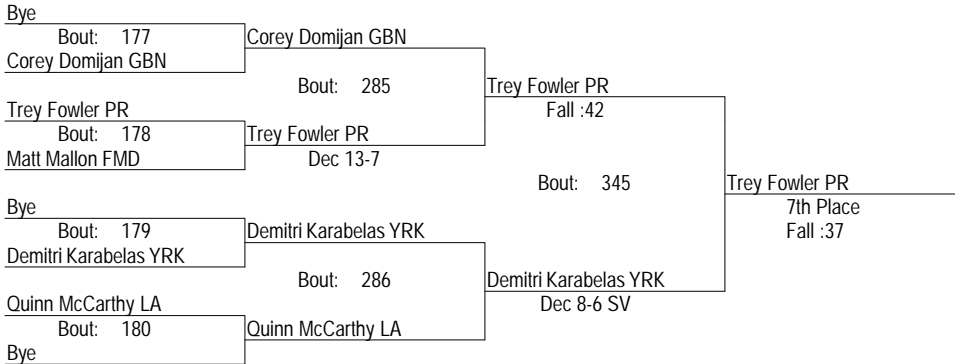 Bye
Bout: 177
Corey Domijan GBN
Corey Domijan GBN
Bout: 285
Trey Fowler PR
Trey Fowler PR
Fall :42
Bout: 178
Trey Fowler PR
Matt Mallon FMD
Dec 13-7
Bout: 345
Trey Fowler PR
Bye
7th Place
Bout: 179
Demitri Karabelas YRK
Fall :37
Demitri Karabelas YRK
Bout: 286
Demitri Karabelas YRK
Quinn McCarthy LA
Dec 8-6 SV
Bout: 180
Quinn McCarthy LA
Bye